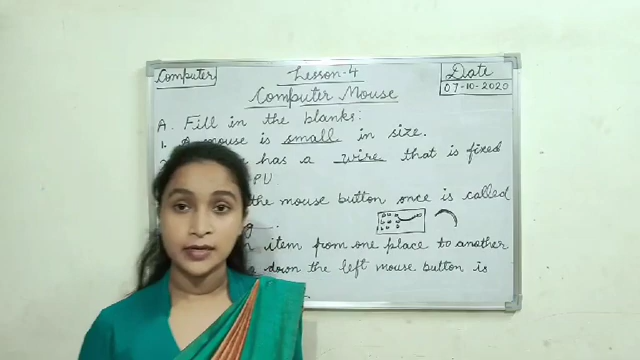 Computer
Lesson-4
Date
07-10-2020
Computer Mouse
A. Fill in the blanks:
1. A mouse is small in size.
has a wire that is fixed
PU
the mouse button once is called
g.
item from one place to another
down the left mouse button is